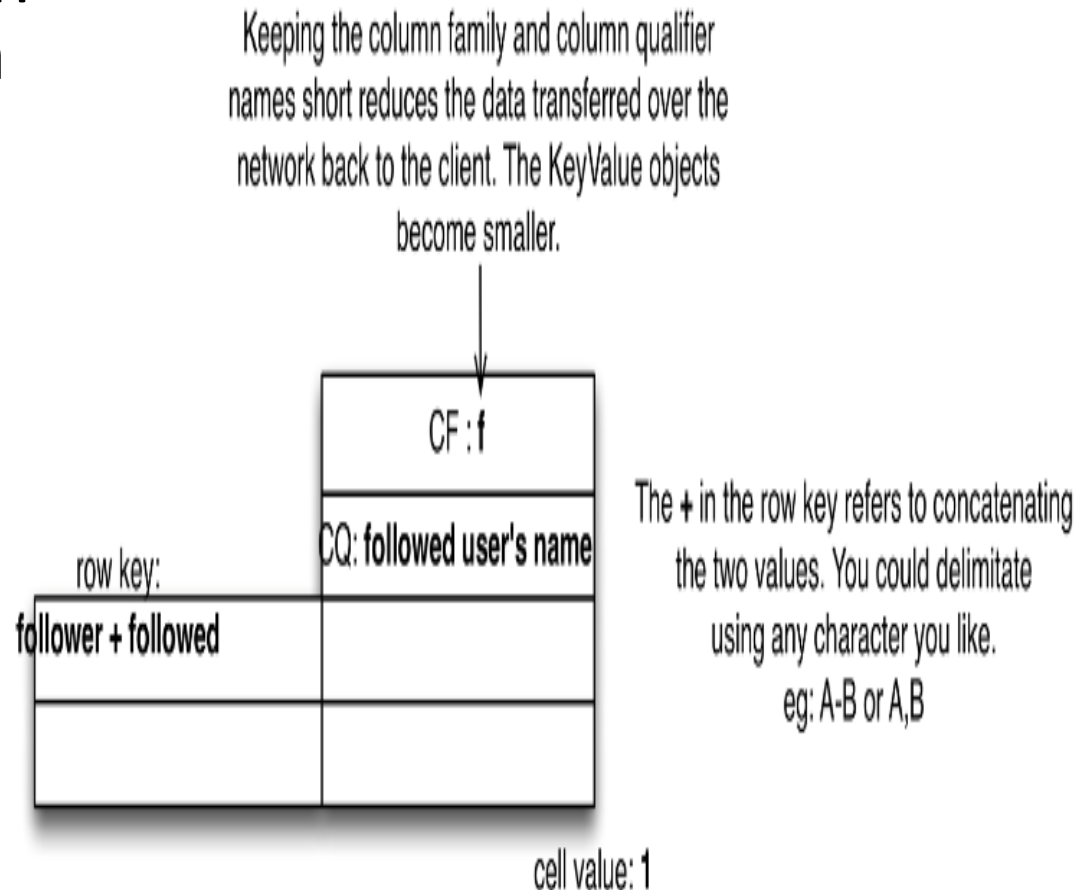 Keeping the column family and column qualifier
names short reduces the data transferred over the
network back to the client. The KeyValue objects
become smaller.
CF : f
CQ: followed user's name
row key:
follower + followed
The + in the row key refers to concatenating
the two values. You could delimitate
using any character you like.
eg: A-B or A,B
cell value: 1